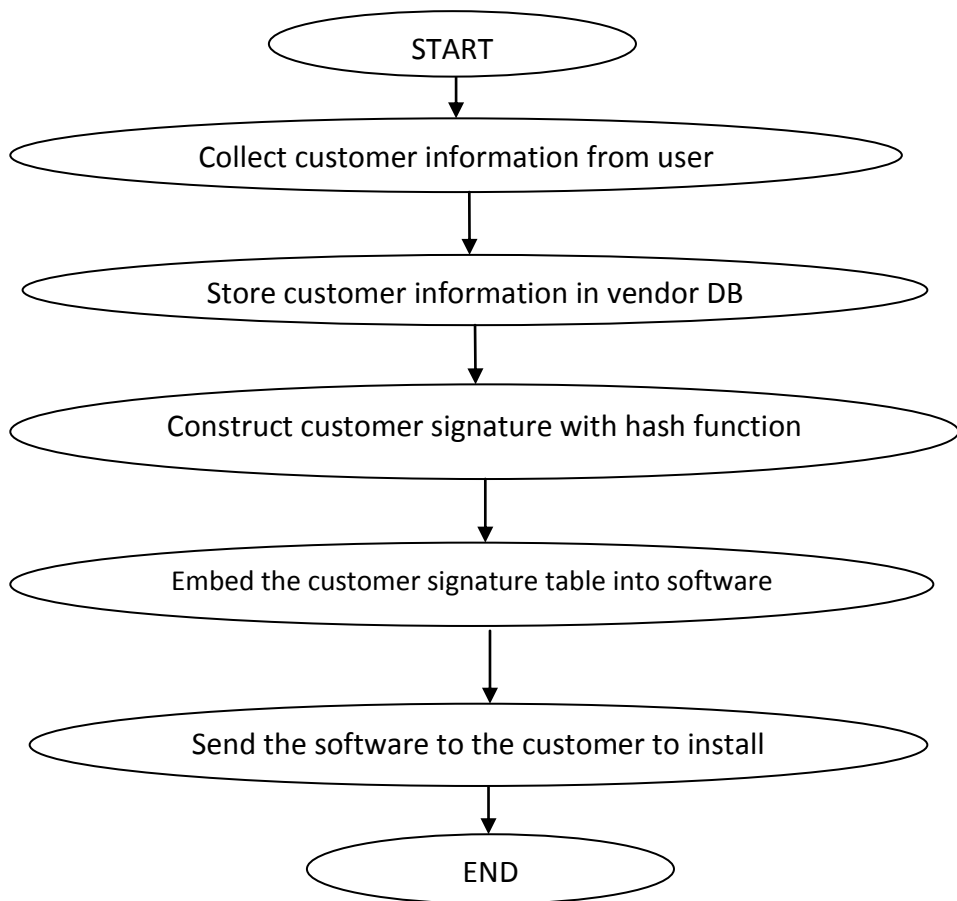 START
Collect customer information from user
Store customer information in vendor DB
Construct customer signature with hash function
Embed the customer signature table into software
Send the software to the customer to install
END